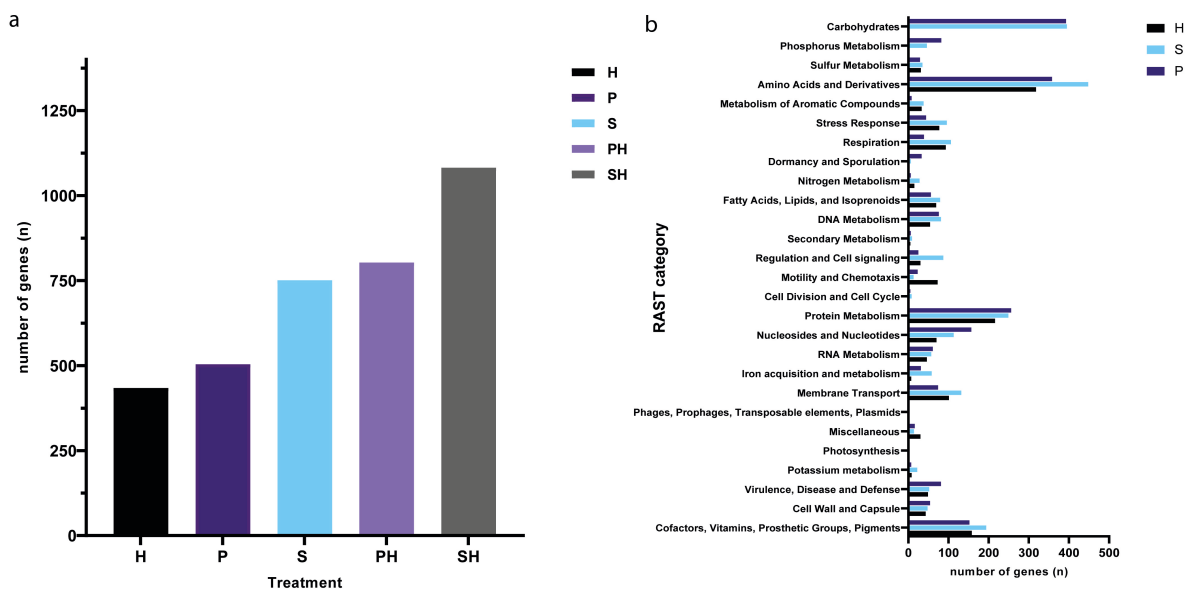 a
number of genes (n)
1250
1000
750
500
250
0
H
P
S
PH
SH
Treatment
H
P
S
PH
SH
b
RAST category
Carbohydrates
Phosphorus Metabolism
Sulfur Metabolism
Amino Acids and Derivatives
Metabolism of Aromatic Compounds
Stress Response
Respiration
Dormancy and Sporulation
Nitrogen Metabolism
Fatty Acids, Lipids, and Isoprenoids
DNA Metabolism
Secondary Metabolism
Regulation and Cell signaling
Motility and Chemotaxis
Cell Division and Cell Cycle
Protein Metabolism
Nucleosides and Nucleotides
RNA Metabolism
Iron acquisition and metabolism
Membrane Transport
Phages, Prophages, Transposable elements, Plasmids
Miscellaneous
Photosynthesis
Potassium metabolism
Virulence, Disease and Defense
Cell Wall and Capsule
Cofactors, Vitamins, Prosthetic Groups, Pigments
0 100 200 300 400 500
number of genes (n)
H
S
P